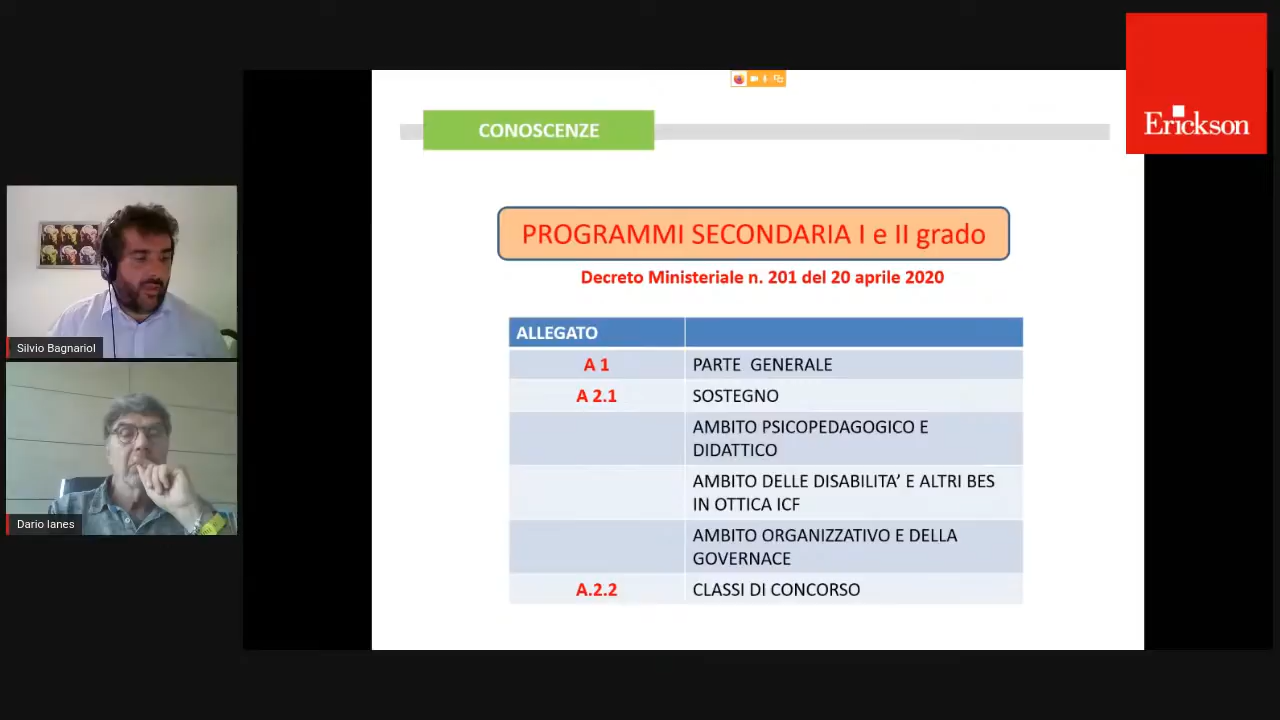 Erickson
CONOSCENZE
PROGRAMMI SECONDARIA I e II grado
Decreto Ministeriale n. 201 del 20 aprile 2020
ALLEGATO
A 1 PARTE GENERALE
A 2.1 SOSTEGNO
AMBITO PSICOPEDAGOGICO E
DIDATTICO
AMBITO DELLE DISABILITA’ E ALTRI BES
IN OTTICA ICF
AMBITO ORGANIZZATIVO E DELLA
GOVERNACE
A.2.2 CLASSI DI CONCORSO
Silvio Bagnariol
Dario Ianes